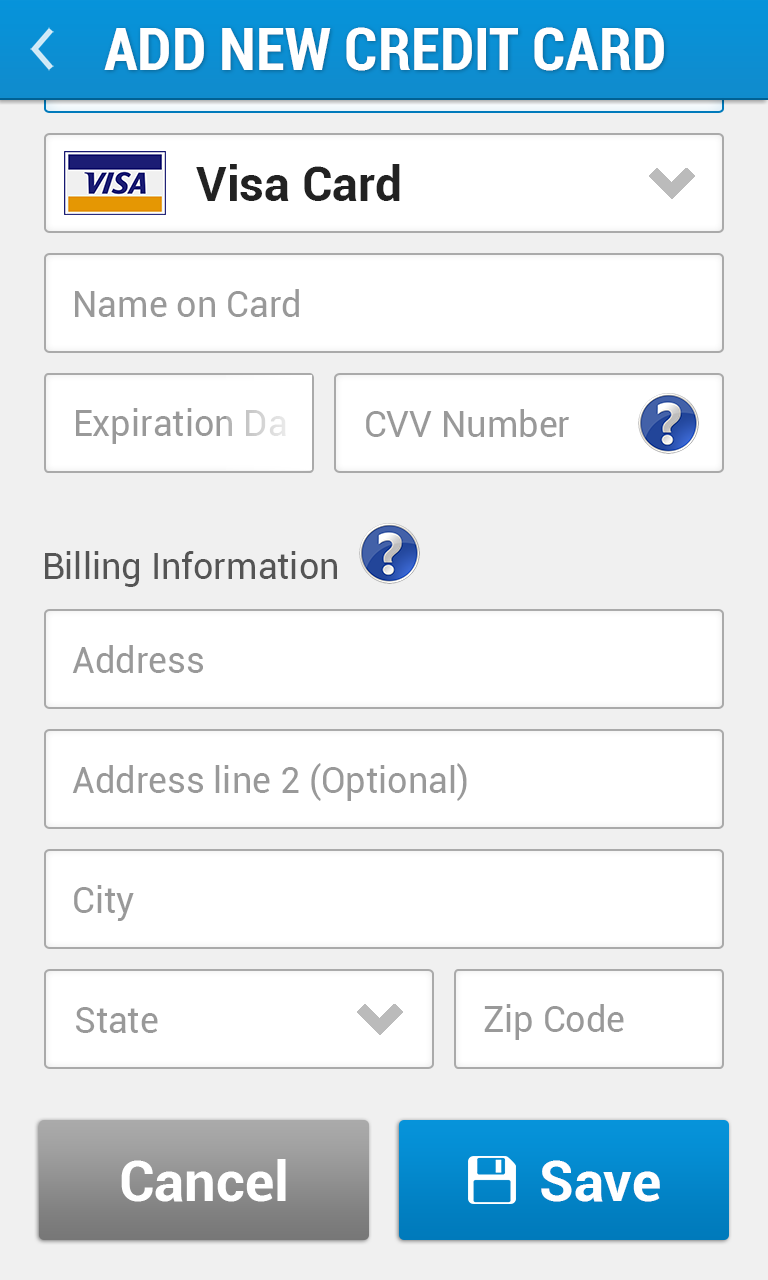 ADD NEW CREDIT CARD
VISA Visa Card
Name on Card
Expiration Da CVV Number ?
Billing Information ?
Address
Address line 2 (Optional)
City
State Zip Code
Cancel Save